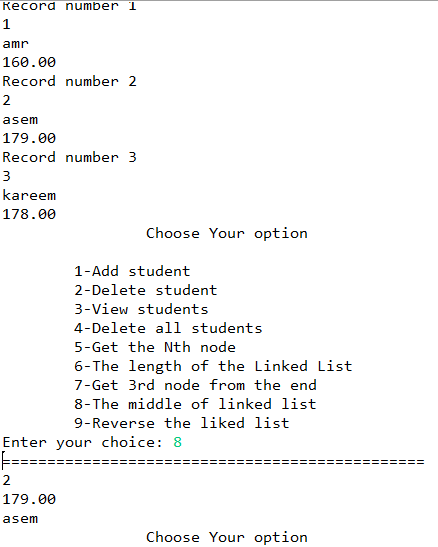 Record number 1
1
amr
160.00
Record number 2
2
asem
179.00
Record number 3
3
kareem
178.00
Choose Your option
1-Add student
2-Delete student
3-View students
4-Delete all students
5-Get the Nth node
6-The length of the Linked List
7-Get 3rd node from the end
8-The middle of linked list
9-Reverse the liked list
Enter your choice: 8
===============================================
2
179.00
asem
Choose Your option